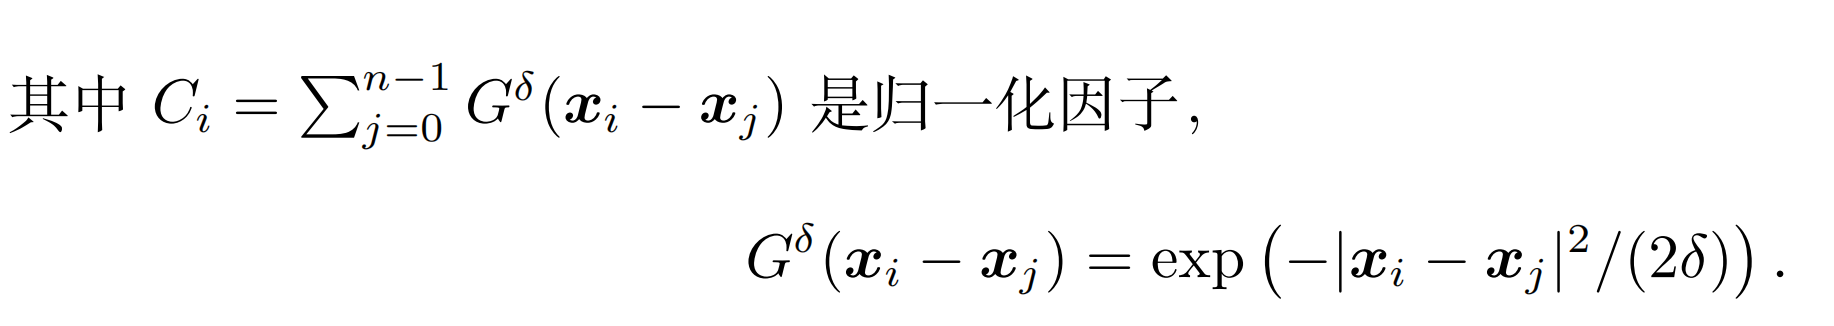 其中 $C_i = \sum_{j=0}^{n-1} G^\delta(\boldsymbol{x}_i - \boldsymbol{x}_j)$ 是归一化因子,
$G^\delta(\boldsymbol{x}_i - \boldsymbol{x}_j) = \exp\left(-|\boldsymbol{x}_i - \boldsymbol{x}_j|^2/(2\delta)\right).$